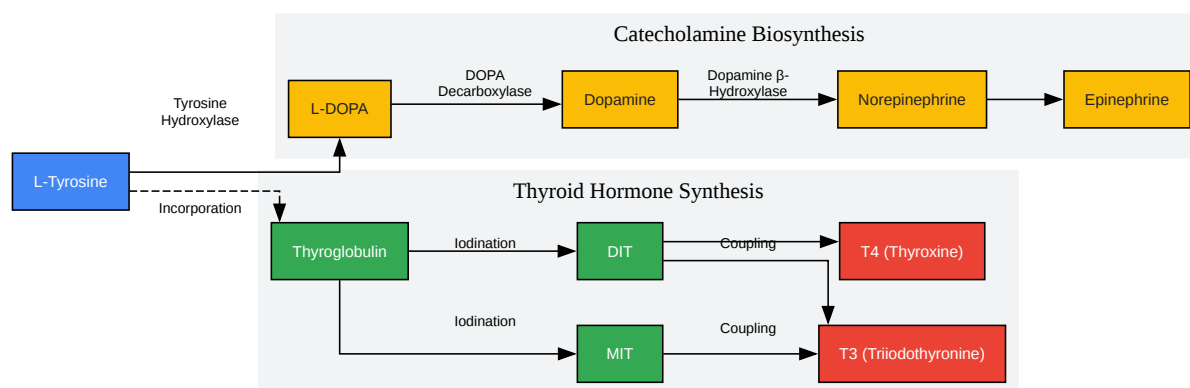 Catecholamine Biosynthesis
Tyrosine
Hydroxylase
L-DOPA
DOPA
Decarboxylase
Dopamine
Dopamine β-
Hydroxylase
Norepinephrine
Epinephrine
L-Tyrosine
Incorporation
Thyroid Hormone Synthesis
Thyroglobulin
Iodination
DIT
Coupling
T4 (Thyroxine)
Iodination
MIT
Coupling
T3 (Triiodothyronine)